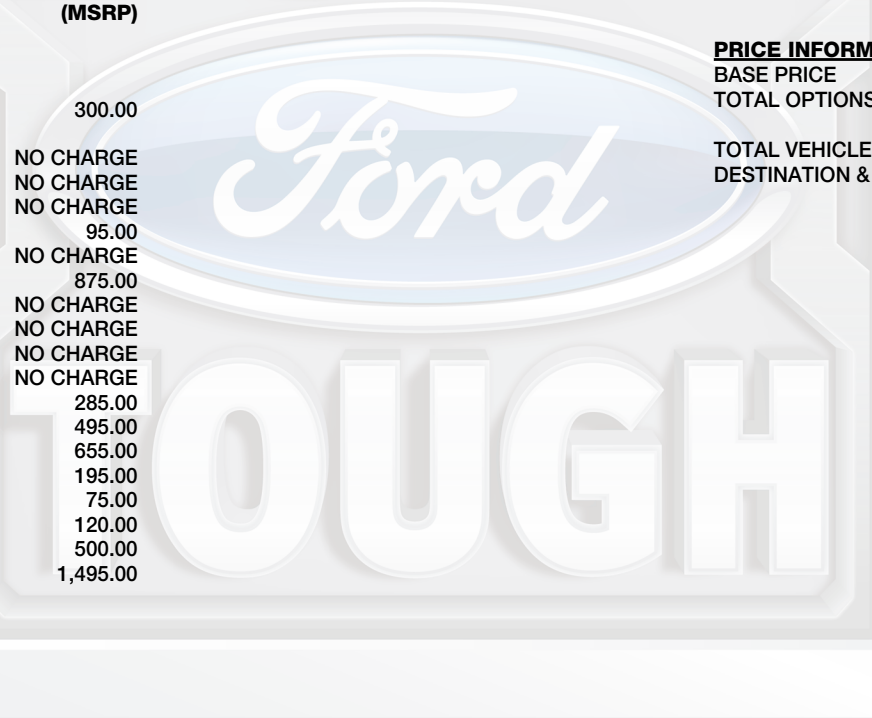 (MSRP)
300.00
NO CHARGE
NO CHARGE
NO CHARGE
95.00
NO CHARGE
875.00
NO CHARGE
NO CHARGE
NO CHARGE
NO CHARGE
285.00
495.00
655.00
195.00
75.00
120.00
500.00
1,495.00
PRICE INFORM
BASE PRICE
TOTAL OPTIONS
TOTAL VEHICLE
DESTINATION &
Ford
TOUGH